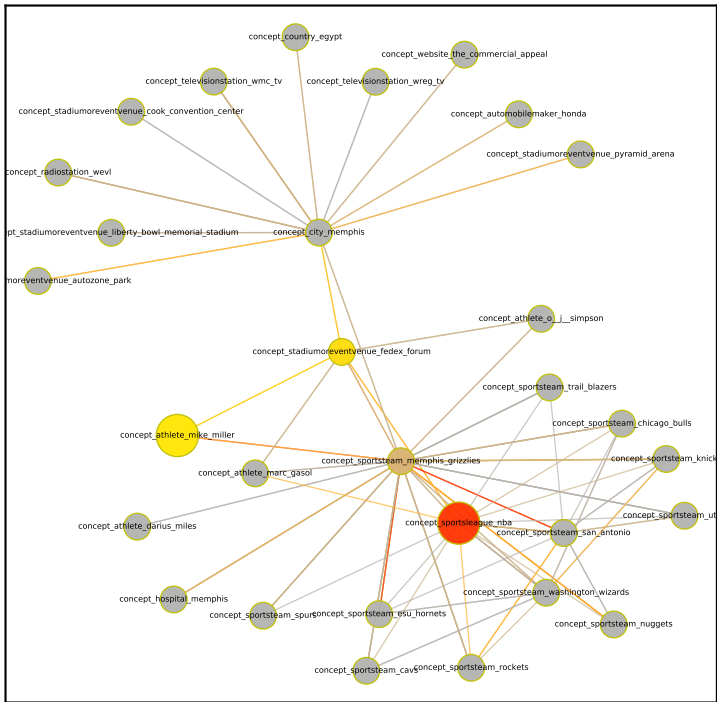 concept_country_egypt
concept_website_the_commercial_appeal
concept_televisionstation_wmc_tv
concept_televisionstation_wreg_tv
concept_stadiumoreventvenue_cook_convention_center
concept_automobilemaker_honda
concept_stadiumoreventvenue_pyramid_arena
concept_radiostation_wevl
pt_stadiumoreventvenue_liberty_bowl_memorial_stadium
concept_city_memphis
moreventvenue_autozone_park
concept_athlete_o__j__simpson
concept_stadiumoreventvenue_fedex_forum
concept_sportsteam_trail_blazers
concept_sportsteam_chicago_bulls
concept_athlete_mike_miller
concept_sportsteam_memphis_grizzlies
concept_sportsteam_knick
concept_athlete_marc_gasol
concept_sportsteam_ut
concept_sportsleague_nba
concept_athlete_darius_miles
concept_sportsteam_san_antonio
concept_sportsteam_washington_wizards
concept_hospital_memphis
concept_sportsteam_spurs
concept_sportsteam_esu_hornets
concept_sportsteam_nuggets
concept_sportsteam_cavs
concept_sportsteam_rockets